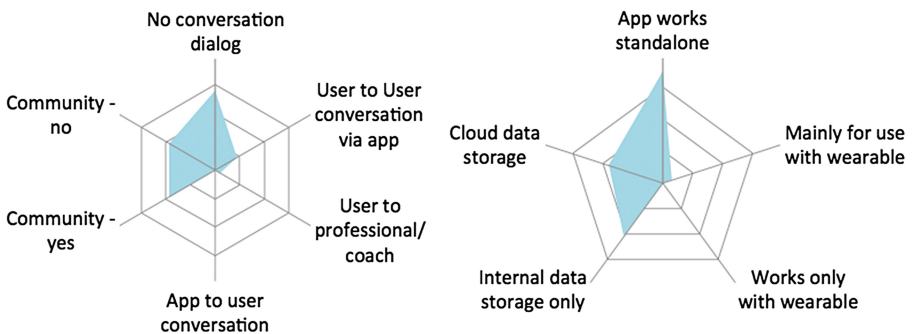 No conversation
dialog
User to User
conversation
via app
User to
professional/
coach
App to user
conversation
Community -
yes
Community -
no
App works
standalone
Mainly for use
with wearable
Works only
with wearable
Internal data
storage only
Cloud data
storage